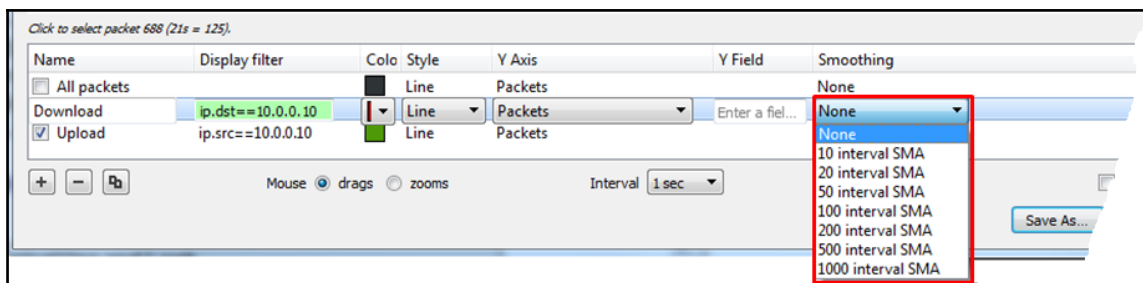 Click to select packet 688 (21s = 125).
Name Display filter Colo Style Y Axis Y Field Smoothing
All packets Line Packets None
Download ip.dst==10.0.0.10 Line Packets Enter a fiel... None
Upload ip.src==10.0.0.10 Line Packets
None
10 interval SMA
20 interval SMA
50 interval SMA
100 interval SMA
200 interval SMA
500 interval SMA
1000 interval SMA
+ - Mouse drags zooms Interval 1 sec
Save As...